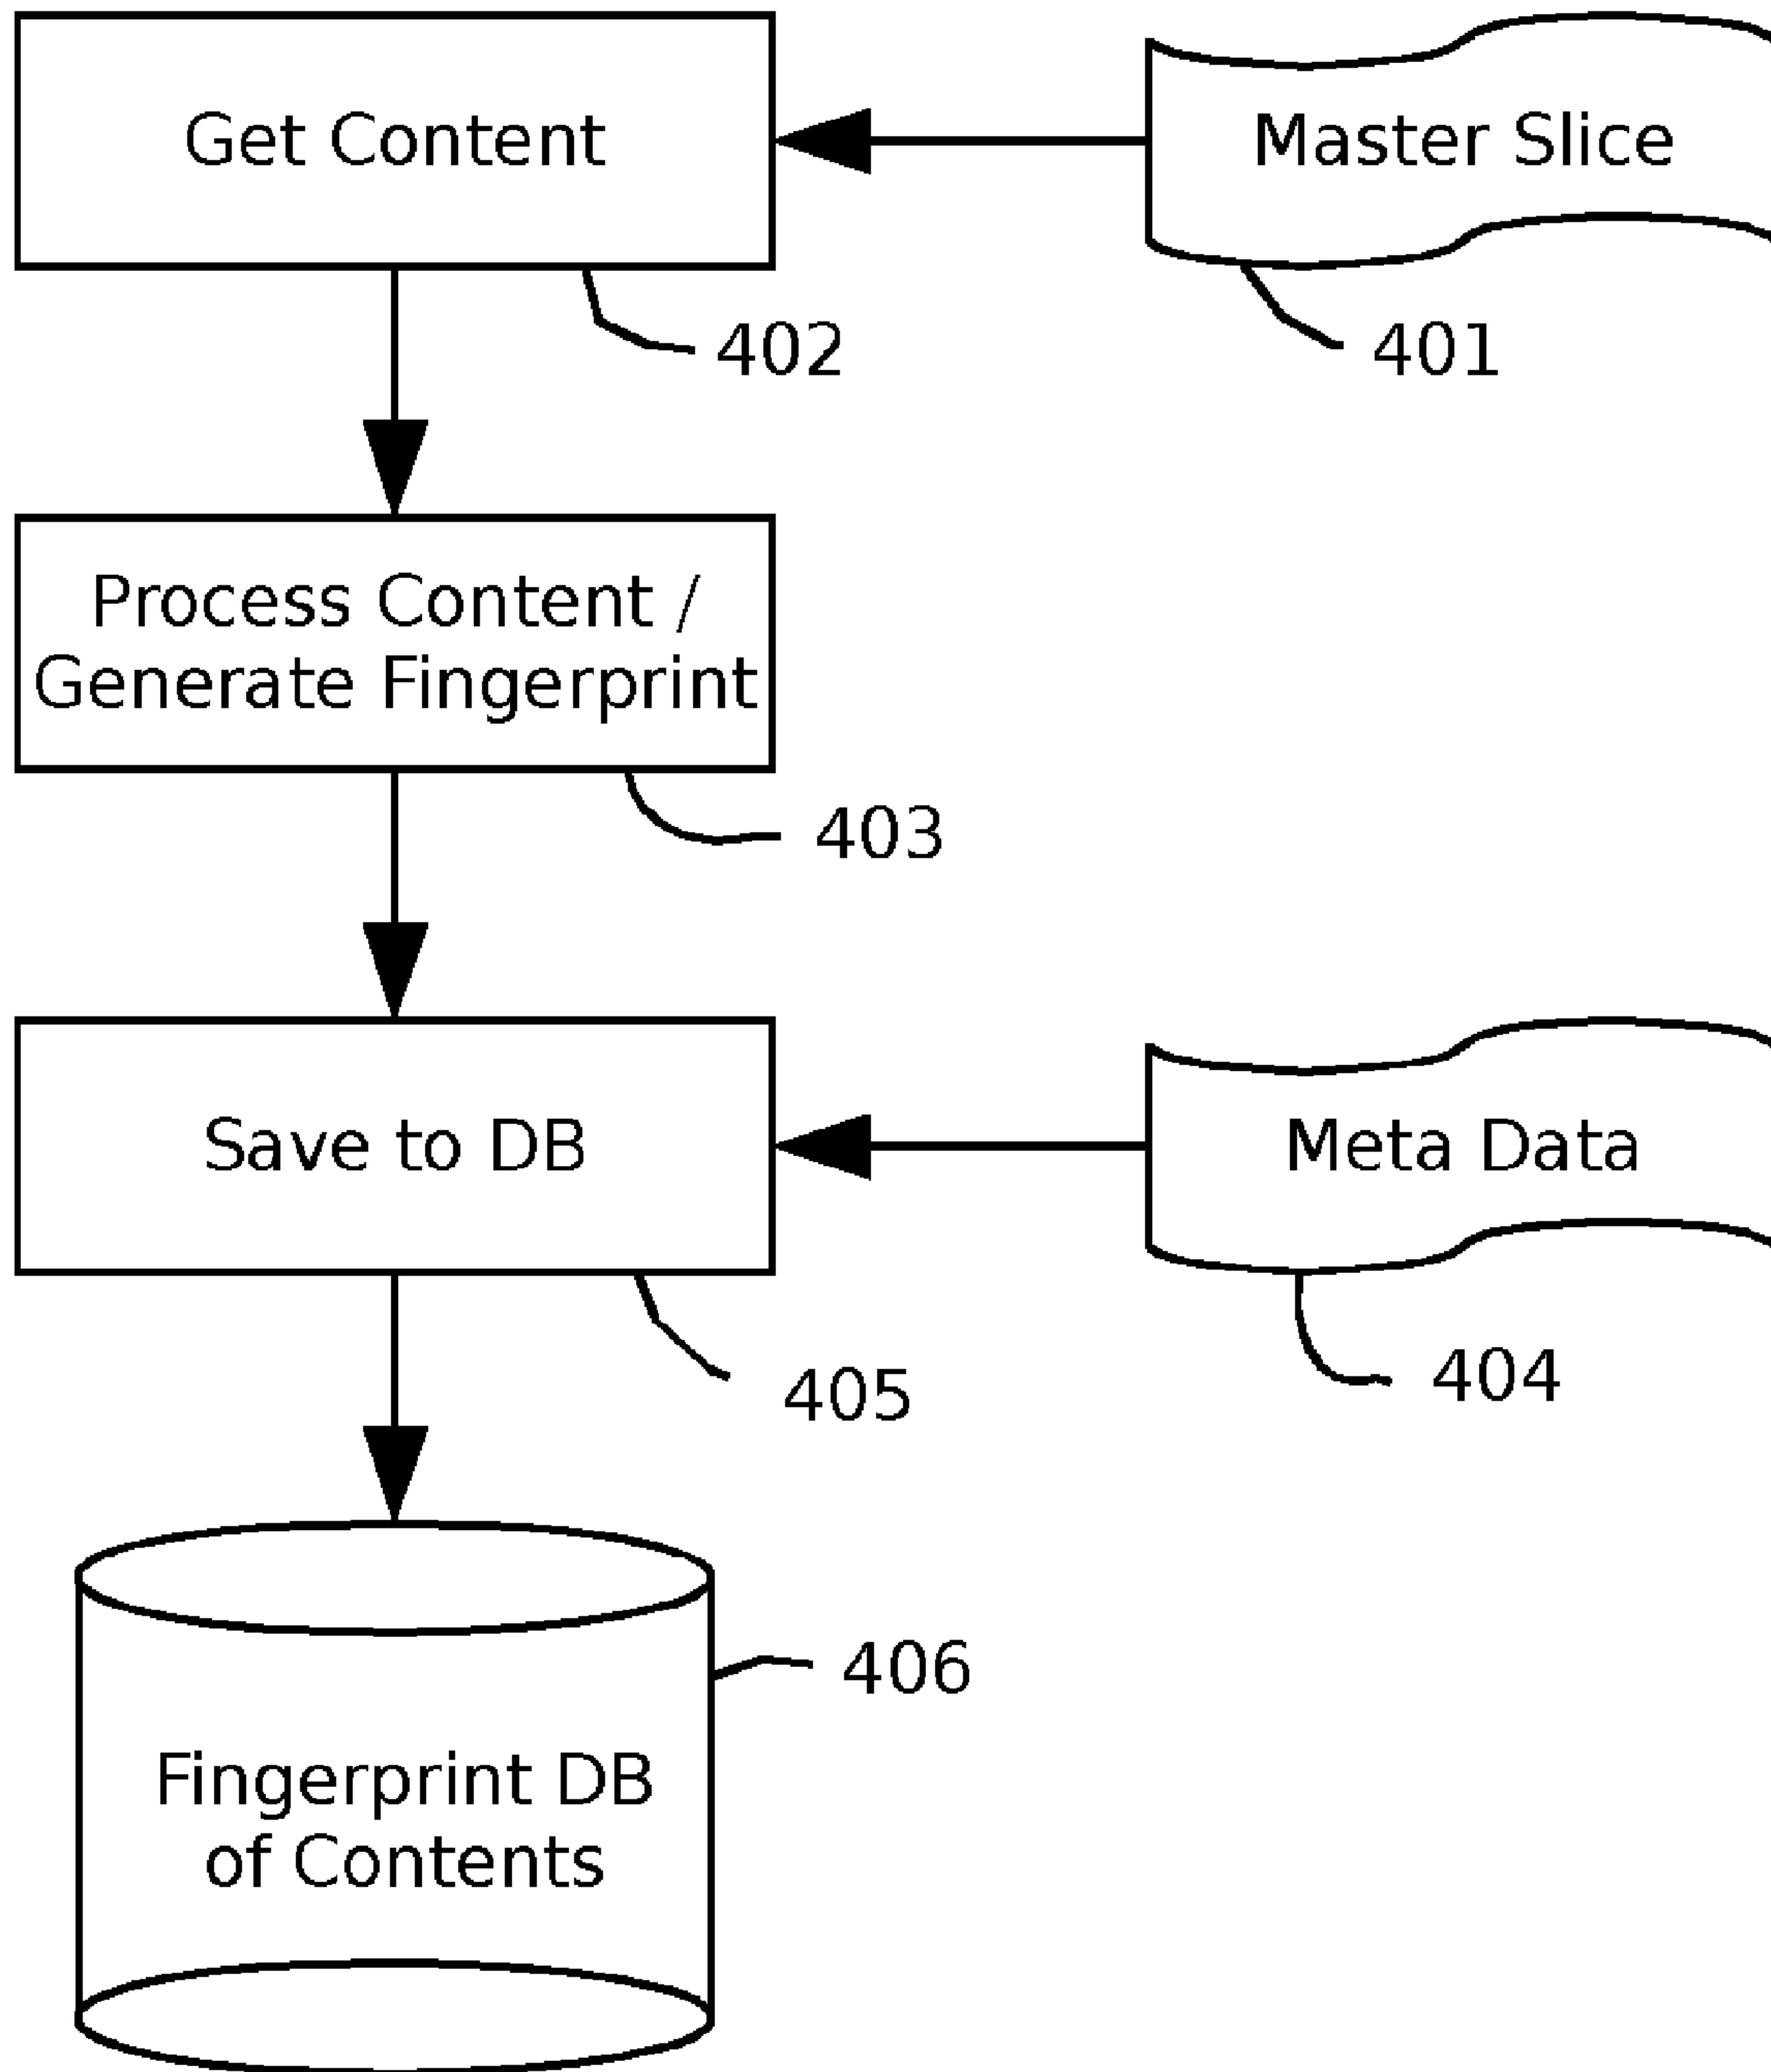 Get Content
Master Slice
402
401
Process Content /
Generate Fingerprint
403
Save to DB
Meta Data
405
404
406
Fingerprint DB
of Contents